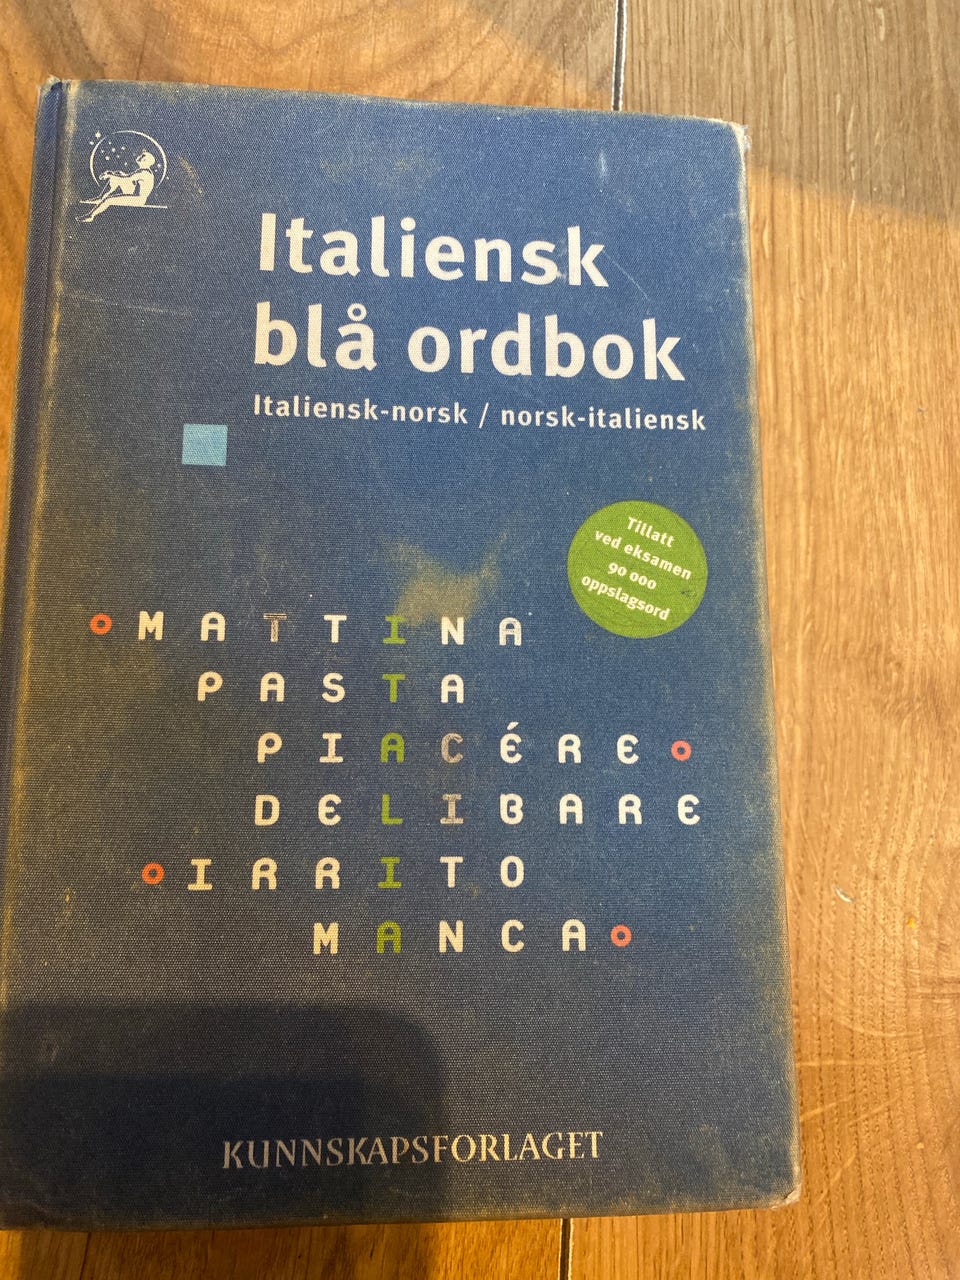 Italiensk
blå ordbok
Italiensk-norsk / norsk-italiensk
Tillatt
ved eksamen
90 000
oppslagsord
MATTINA
PASTA
PIACÉRE
DELIBARE
IRRITO
MANCA
KUNNSKAPSFORLAGET